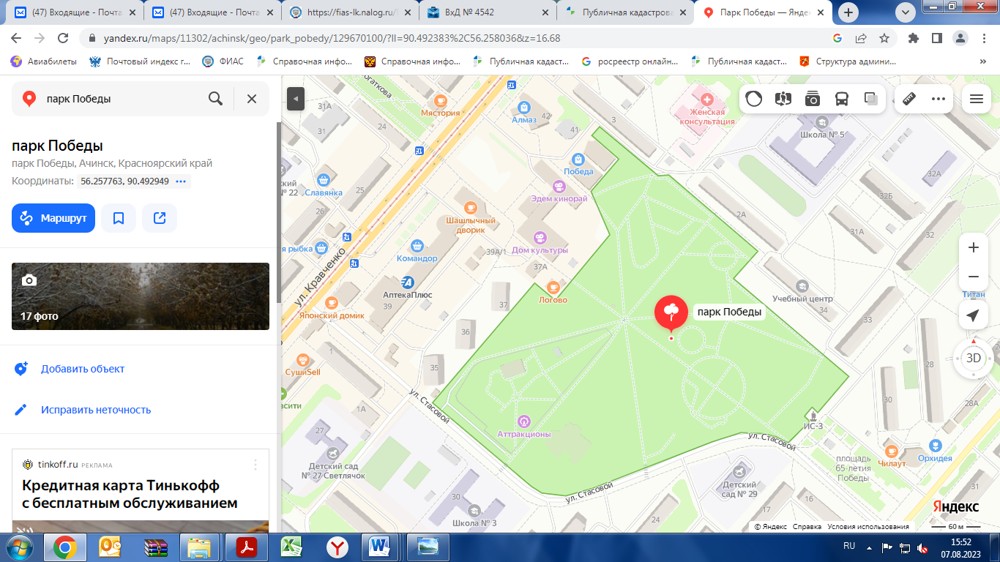 (47) Входящие - Почта
(47) Входящие - Почта
https://fias-lk.nalog.ru/
ВхД № 4542
Публичная кадастрова
Парк Победы — Яндек
yandex.ru/maps/11302/achinsk/geo/park_pobedy/129670100/?ll=90.492383%2C56.258036&z=16.68
Авиабилеты
Почтовый индекс г...
ФИАС
Справочная инфо...
Справочная инфо...
Публичная кадаст...
росреестр онлайн...
Публичная кадаст...
Структура админи...
»
парк Победы
парк Победы
парк Победы, Ачинск, Красноярский край
Координаты: 56.257763, 90.492949
Маршрут
17 фото
Добавить объект
Исправить неточность
tinkoff.ru РЕКЛАМА
Кредитная карта Тинькофф
с бесплатным обслуживанием
31А
31
24
Мястория
Алмаз
42
41
3
Женская
консультация
Школа № 5
32А
32Б
№ 22
Славянка
25
26
Победа
Эдем кинорай
Шашлычный
дворик
Дом культуры
39А/1
37А
Командор
я рыбка
ул. Кравченко
АптекаПлюс
39
Японский домик
37
Логово
36
35
1
СушиSell
1А
ул. Стасовой
2А
31А
32
Учебный центр
34
33
Титан
3D
28
30
28А
парк Победы
Аттракционы
ИС-3
ул. Стасовой
ул. Стасовой
площадь
65-летия
Победы
Чилаут
Орхидея
31
Детский сад
№ 27 Светлячок
30
Школа № 3
24
Детский
сад № 29
17
16
Яндекс
© Яндекс Справка Условия использования
60 м
RU
15:52
07.08.2023